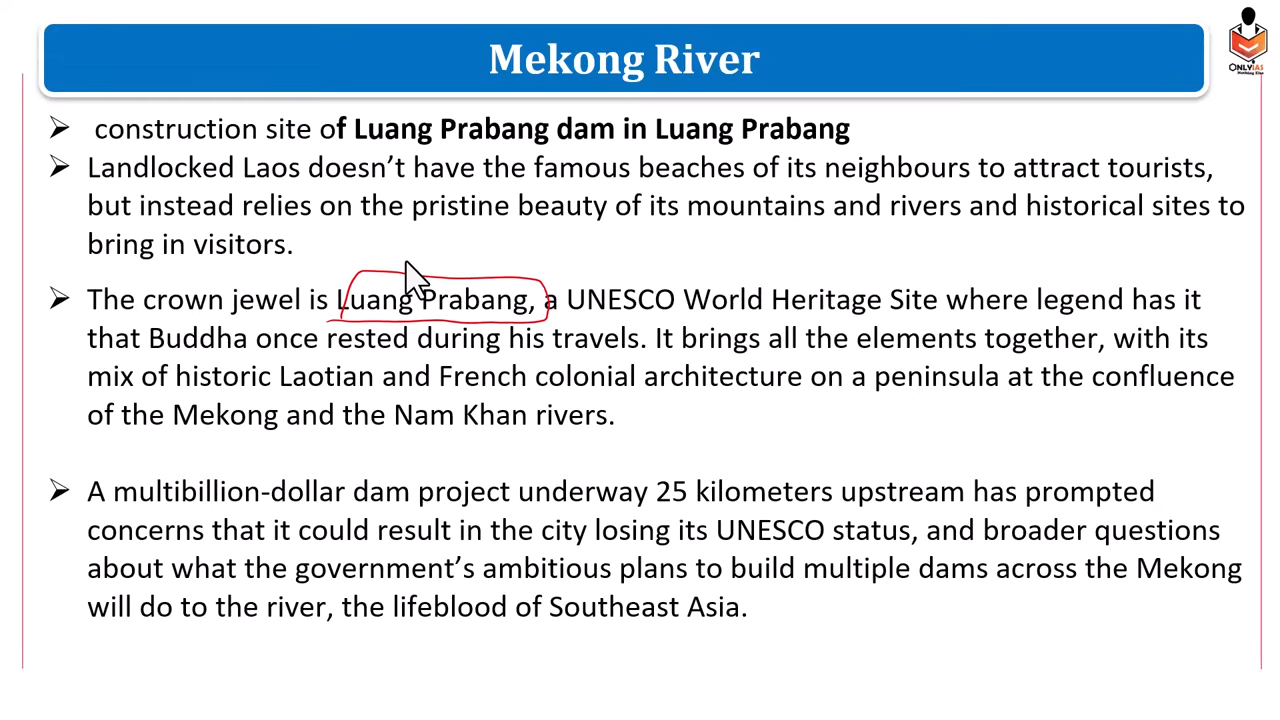 Mekong River
ONLYIAS
Nothing Else
➢ construction site of Luang Prabang dam in Luang Prabang
➢ Landlocked Laos doesn’t have the famous beaches of its neighbours to attract tourists,
but instead relies on the pristine beauty of its mountains and rivers and historical sites to
bring in visitors.
➢ The crown jewel is Luang Prabang, a UNESCO World Heritage Site where legend has it
that Buddha once rested during his travels. It brings all the elements together, with its
mix of historic Laotian and French colonial architecture on a peninsula at the confluence
of the Mekong and the Nam Khan rivers.
➢ A multibillion-dollar dam project underway 25 kilometers upstream has prompted
concerns that it could result in the city losing its UNESCO status, and broader questions
about what the government’s ambitious plans to build multiple dams across the Mekong
will do to the river, the lifeblood of Southeast Asia.